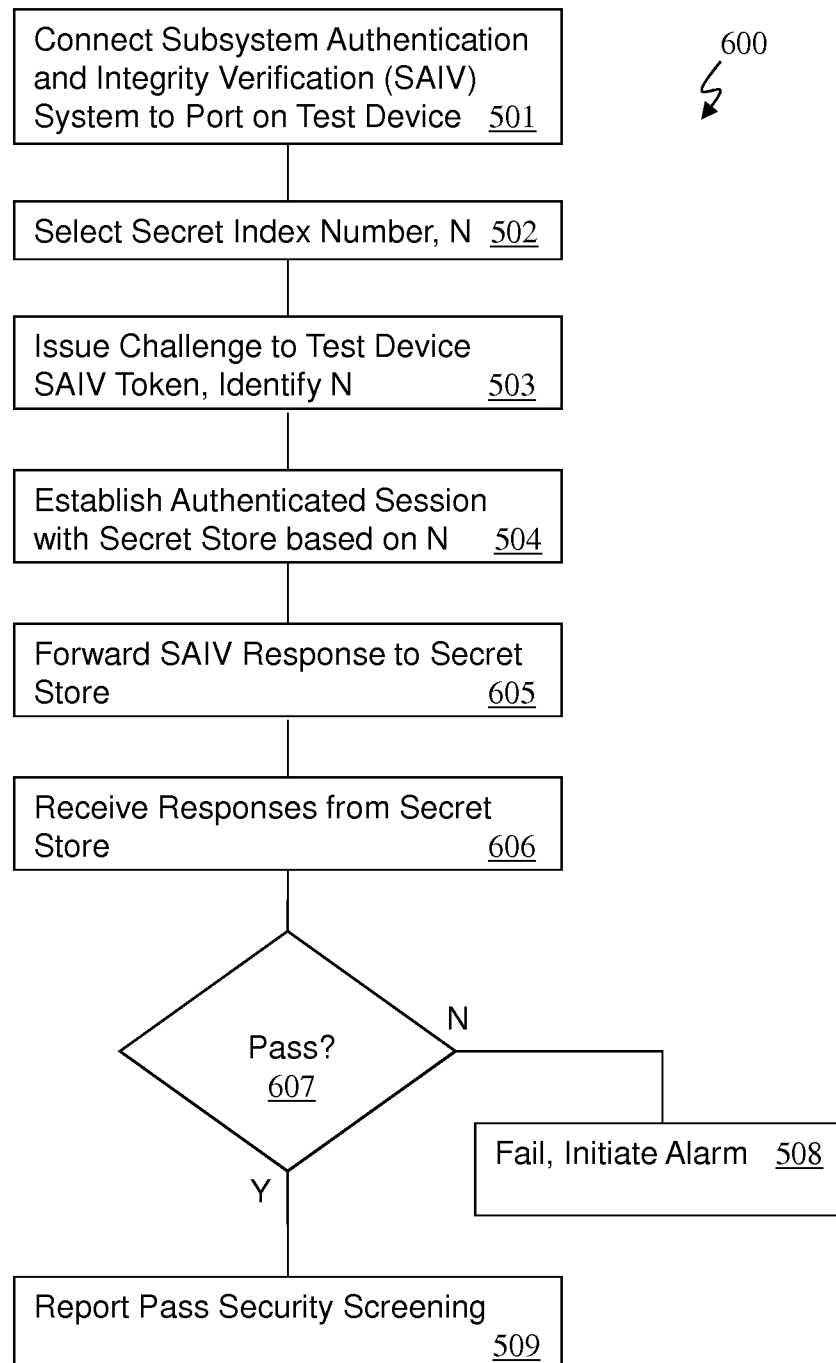 Connect Subsystem Authentication
and Integrity Verification (SAIV)
System to Port on Test Device 501
600
Select Secret Index Number, N 502
Issue Challenge to Test Device
SAIV Token, Identify N 503
Establish Authenticated Session
with Secret Store based on N 504
Forward SAIV Response to Secret
Store 605
Receive Responses from Secret
Store 606
Pass?
607
N
Fail, Initiate Alarm 508
Y
Report Pass Security Screening
509